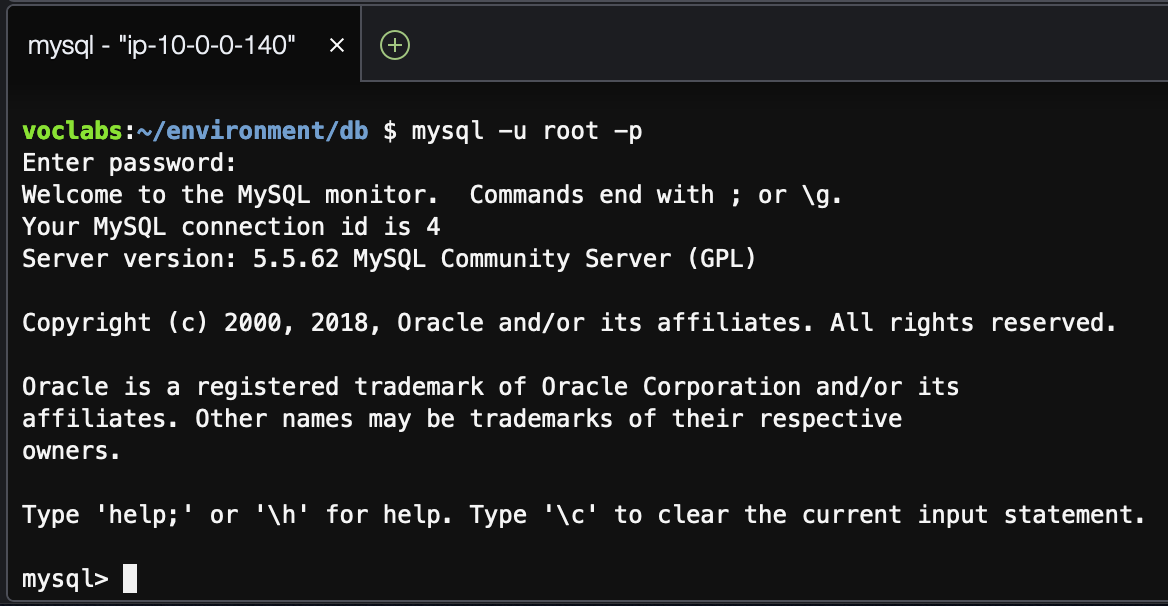 mysql - "ip-10-0-0-140"
voclabs:~/environment/db $ mysql -u root -p
Enter password:
Welcome to the MySQL monitor.  Commands end with ; or \g.
Your MySQL connection id is 4
Server version: 5.5.62 MySQL Community Server (GPL)
Copyright (c) 2000, 2018, Oracle and/or its affiliates. All rights reserved.
Oracle is a registered trademark of Oracle Corporation and/or its
affiliates. Other names may be trademarks of their respective
owners.
Type 'help;' or '\h' for help. Type '\c' to clear the current input statement.
mysql>